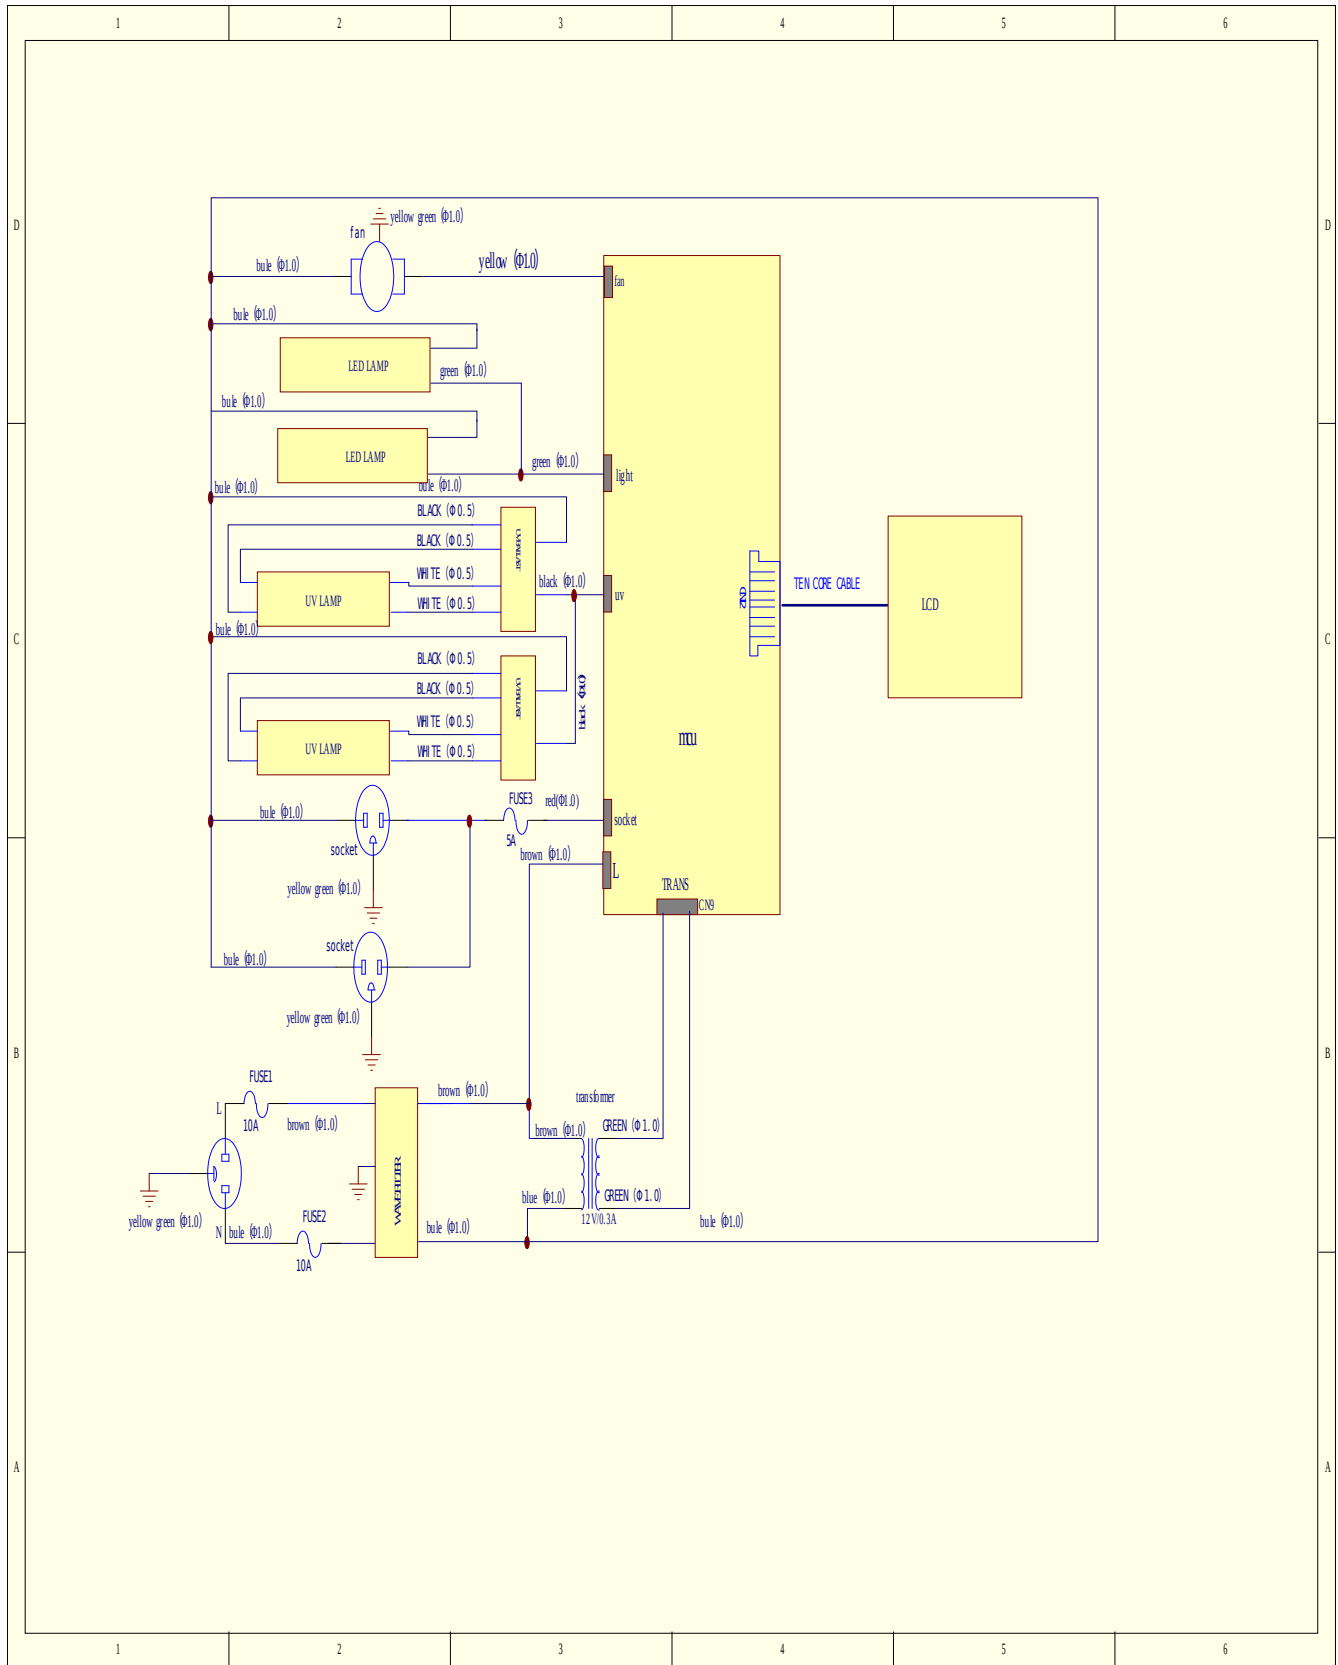 1 2 3 4 5 6
D D
yellow green (Φ1.0)
fan
bule (Φ1.0)
yellow (Φ1.0)
fan
bule (Φ1.0)
LED LAMP
green (Φ1.0)
bule (Φ1.0)
LED LAMP
green (Φ1.0)
light
bule (Φ1.0)
bule (Φ1.0)
BLACK (Φ0.5)
BLACK (Φ0.5)
WHITE (Φ0.5)
WHITE (Φ0.5)
UV LAMP
black (Φ1.0)
uv
TEN CORE CABLE
LCD
C C
bule (Φ1.0)
BLACK (Φ0.5)
BLACK (Φ0.5)
WHITE (Φ0.5)
WHITE (Φ0.5)
UV LAMP
black (Φ1.0)
mcu
bule (Φ1.0)
FUSE3
5A
red(Φ1.0)
socket
socket
brown (Φ1.0)
L
TRANS
CN9
yellow green (Φ1.0)
socket
bule (Φ1.0)
yellow green (Φ1.0)
B B
FUSE1
L
10A
brown (Φ1.0)
brown (Φ1.0)
transformer
brown (Φ1.0)
GREEN (Φ1.0)
blue (Φ1.0)
GREEN (Φ1.0)
12V/0.3A
yellow green (Φ1.0)
N
bule (Φ1.0)
FUSE2
10A
bule (Φ1.0)
bule (Φ1.0)
A A
1 2 3 4 5 6